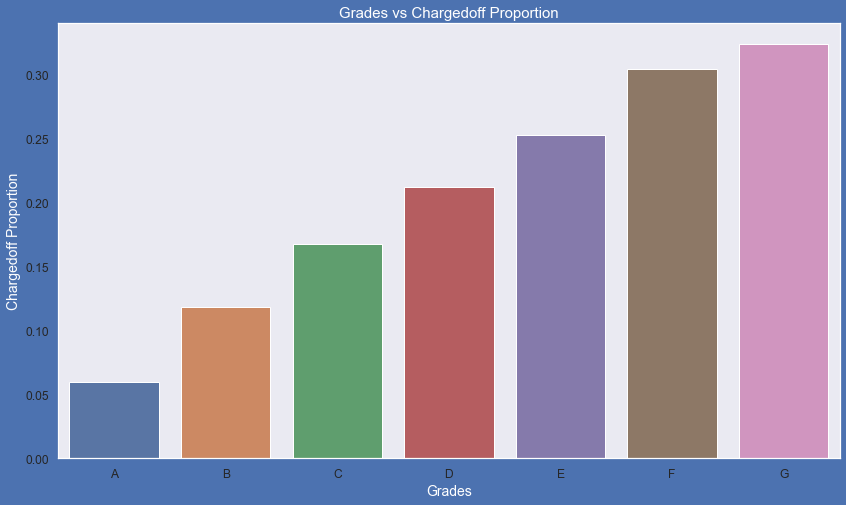 Grades vs Chargedoff Proportion
Chargedoff Proportion
0.30
0.25
0.20
0.15
0.10
0.05
0.00
A B C D E F G
Grades